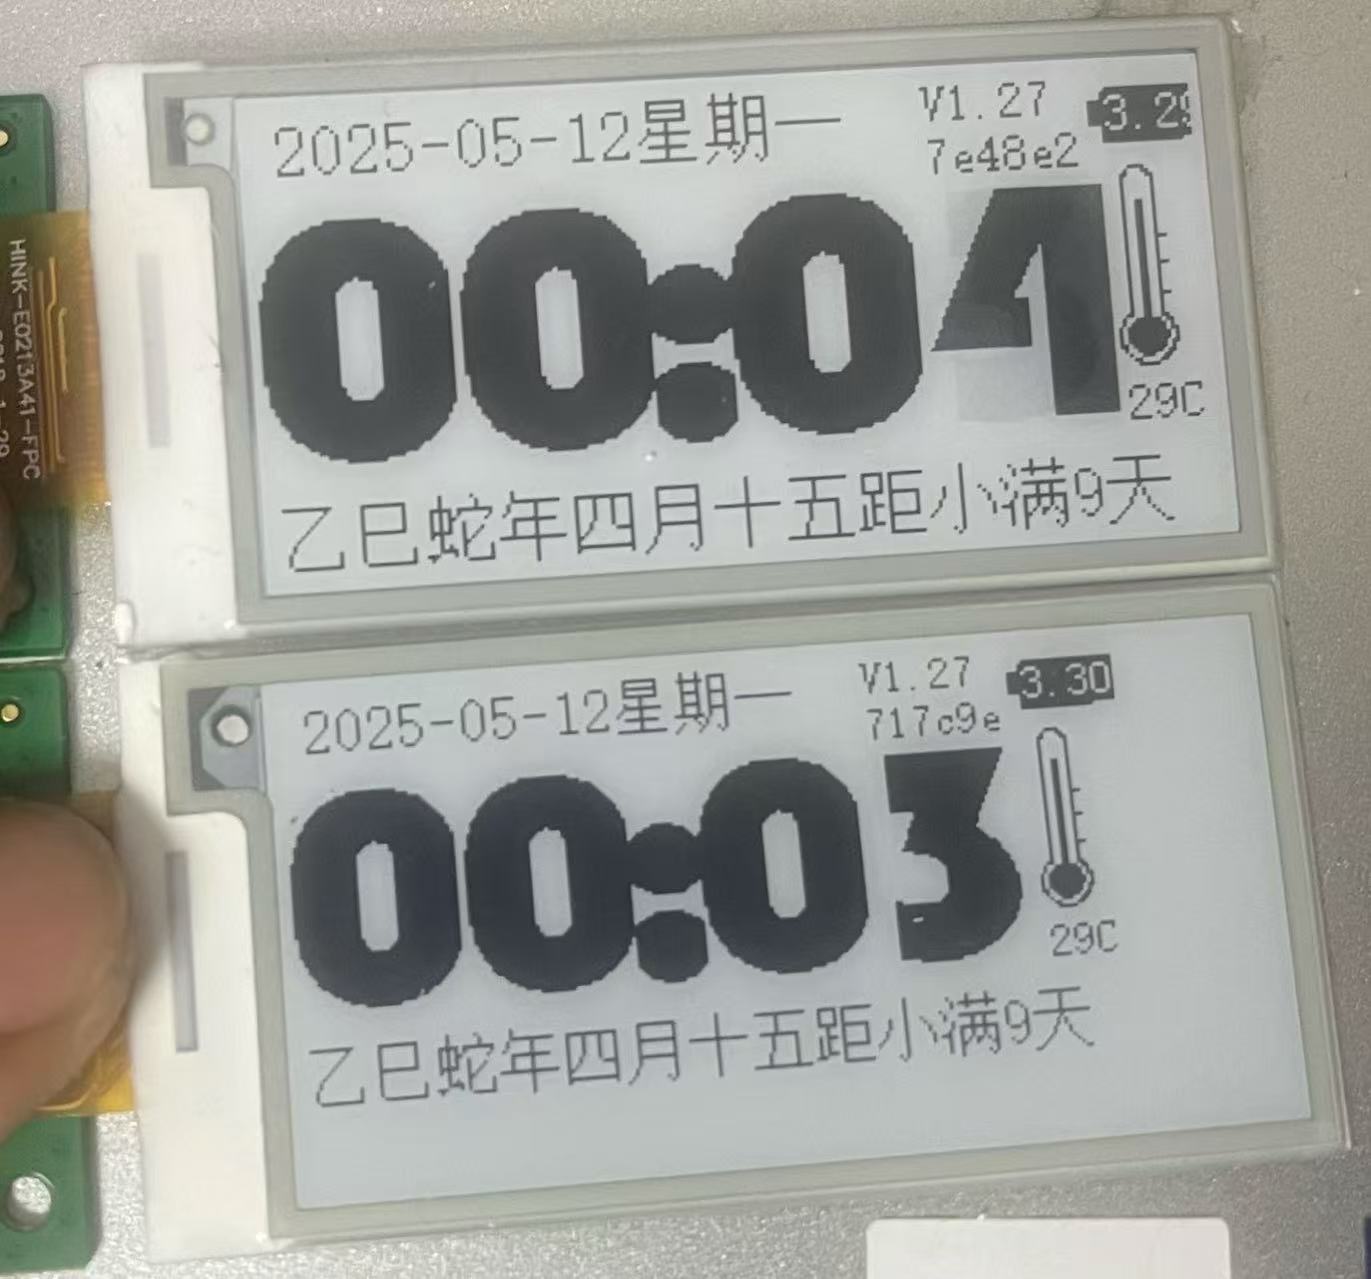 2025-05-12星期一
V1.27
3.2
7e48e2
00:04
29C
乙巳蛇年四月十五距小满9天
HINK-E0213A41-FPC
2025-05-12星期一
V1.27
3.30
717c9e
00:03
29C
乙巳蛇年四月十五距小满9天